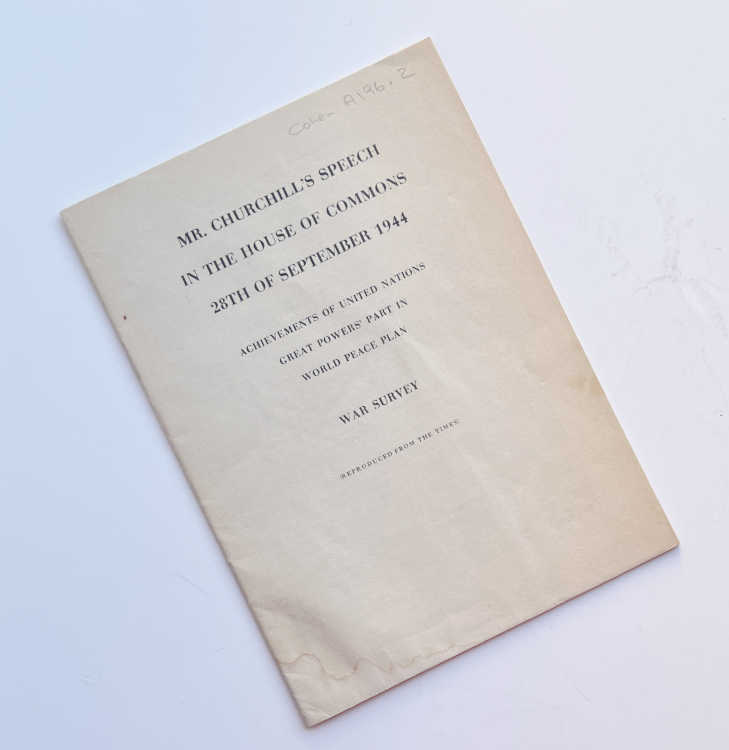 Cohen A196.2
MR. CHURCHILL'S SPEECH
IN THE HOUSE OF COMMONS
28TH OF SEPTEMBER 1944
ACHIEVEMENTS OF UNITED NATIONS
GREAT POWERS' PART IN
WORLD PEACE PLAN
WAR SURVEY
(REPRODUCED FROM THE TIMES)